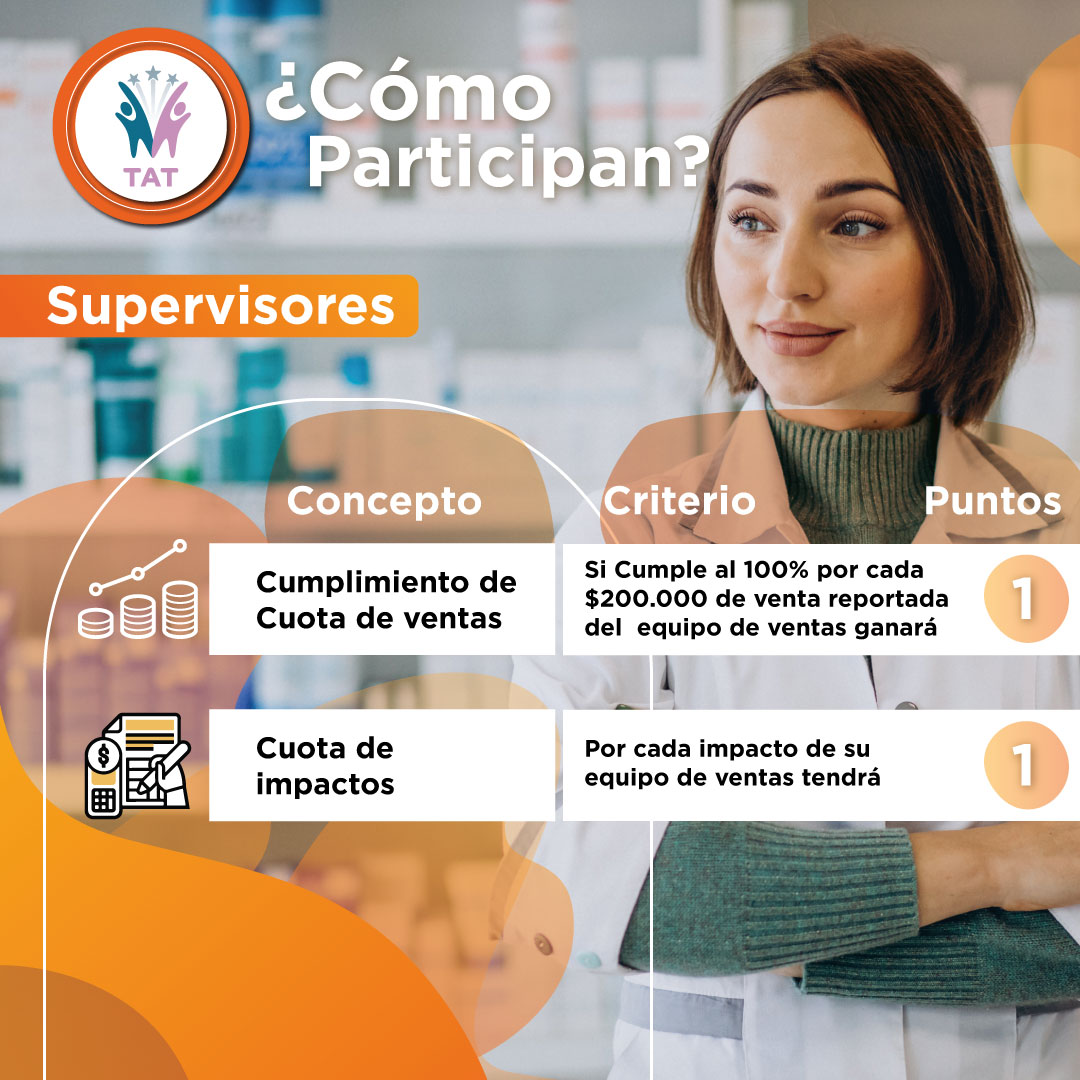 TAT
¿Cómo
Participan?
Supervisores
Concepto
Criterio
Puntos
Cumplimiento de
Cuota de ventas
Si Cumple al 100% por cada
$200.000 de venta reportada
del equipo de ventas ganará
1
$
Cuota de
impactos
Por cada impacto de su
equipo de ventas tendrá
1